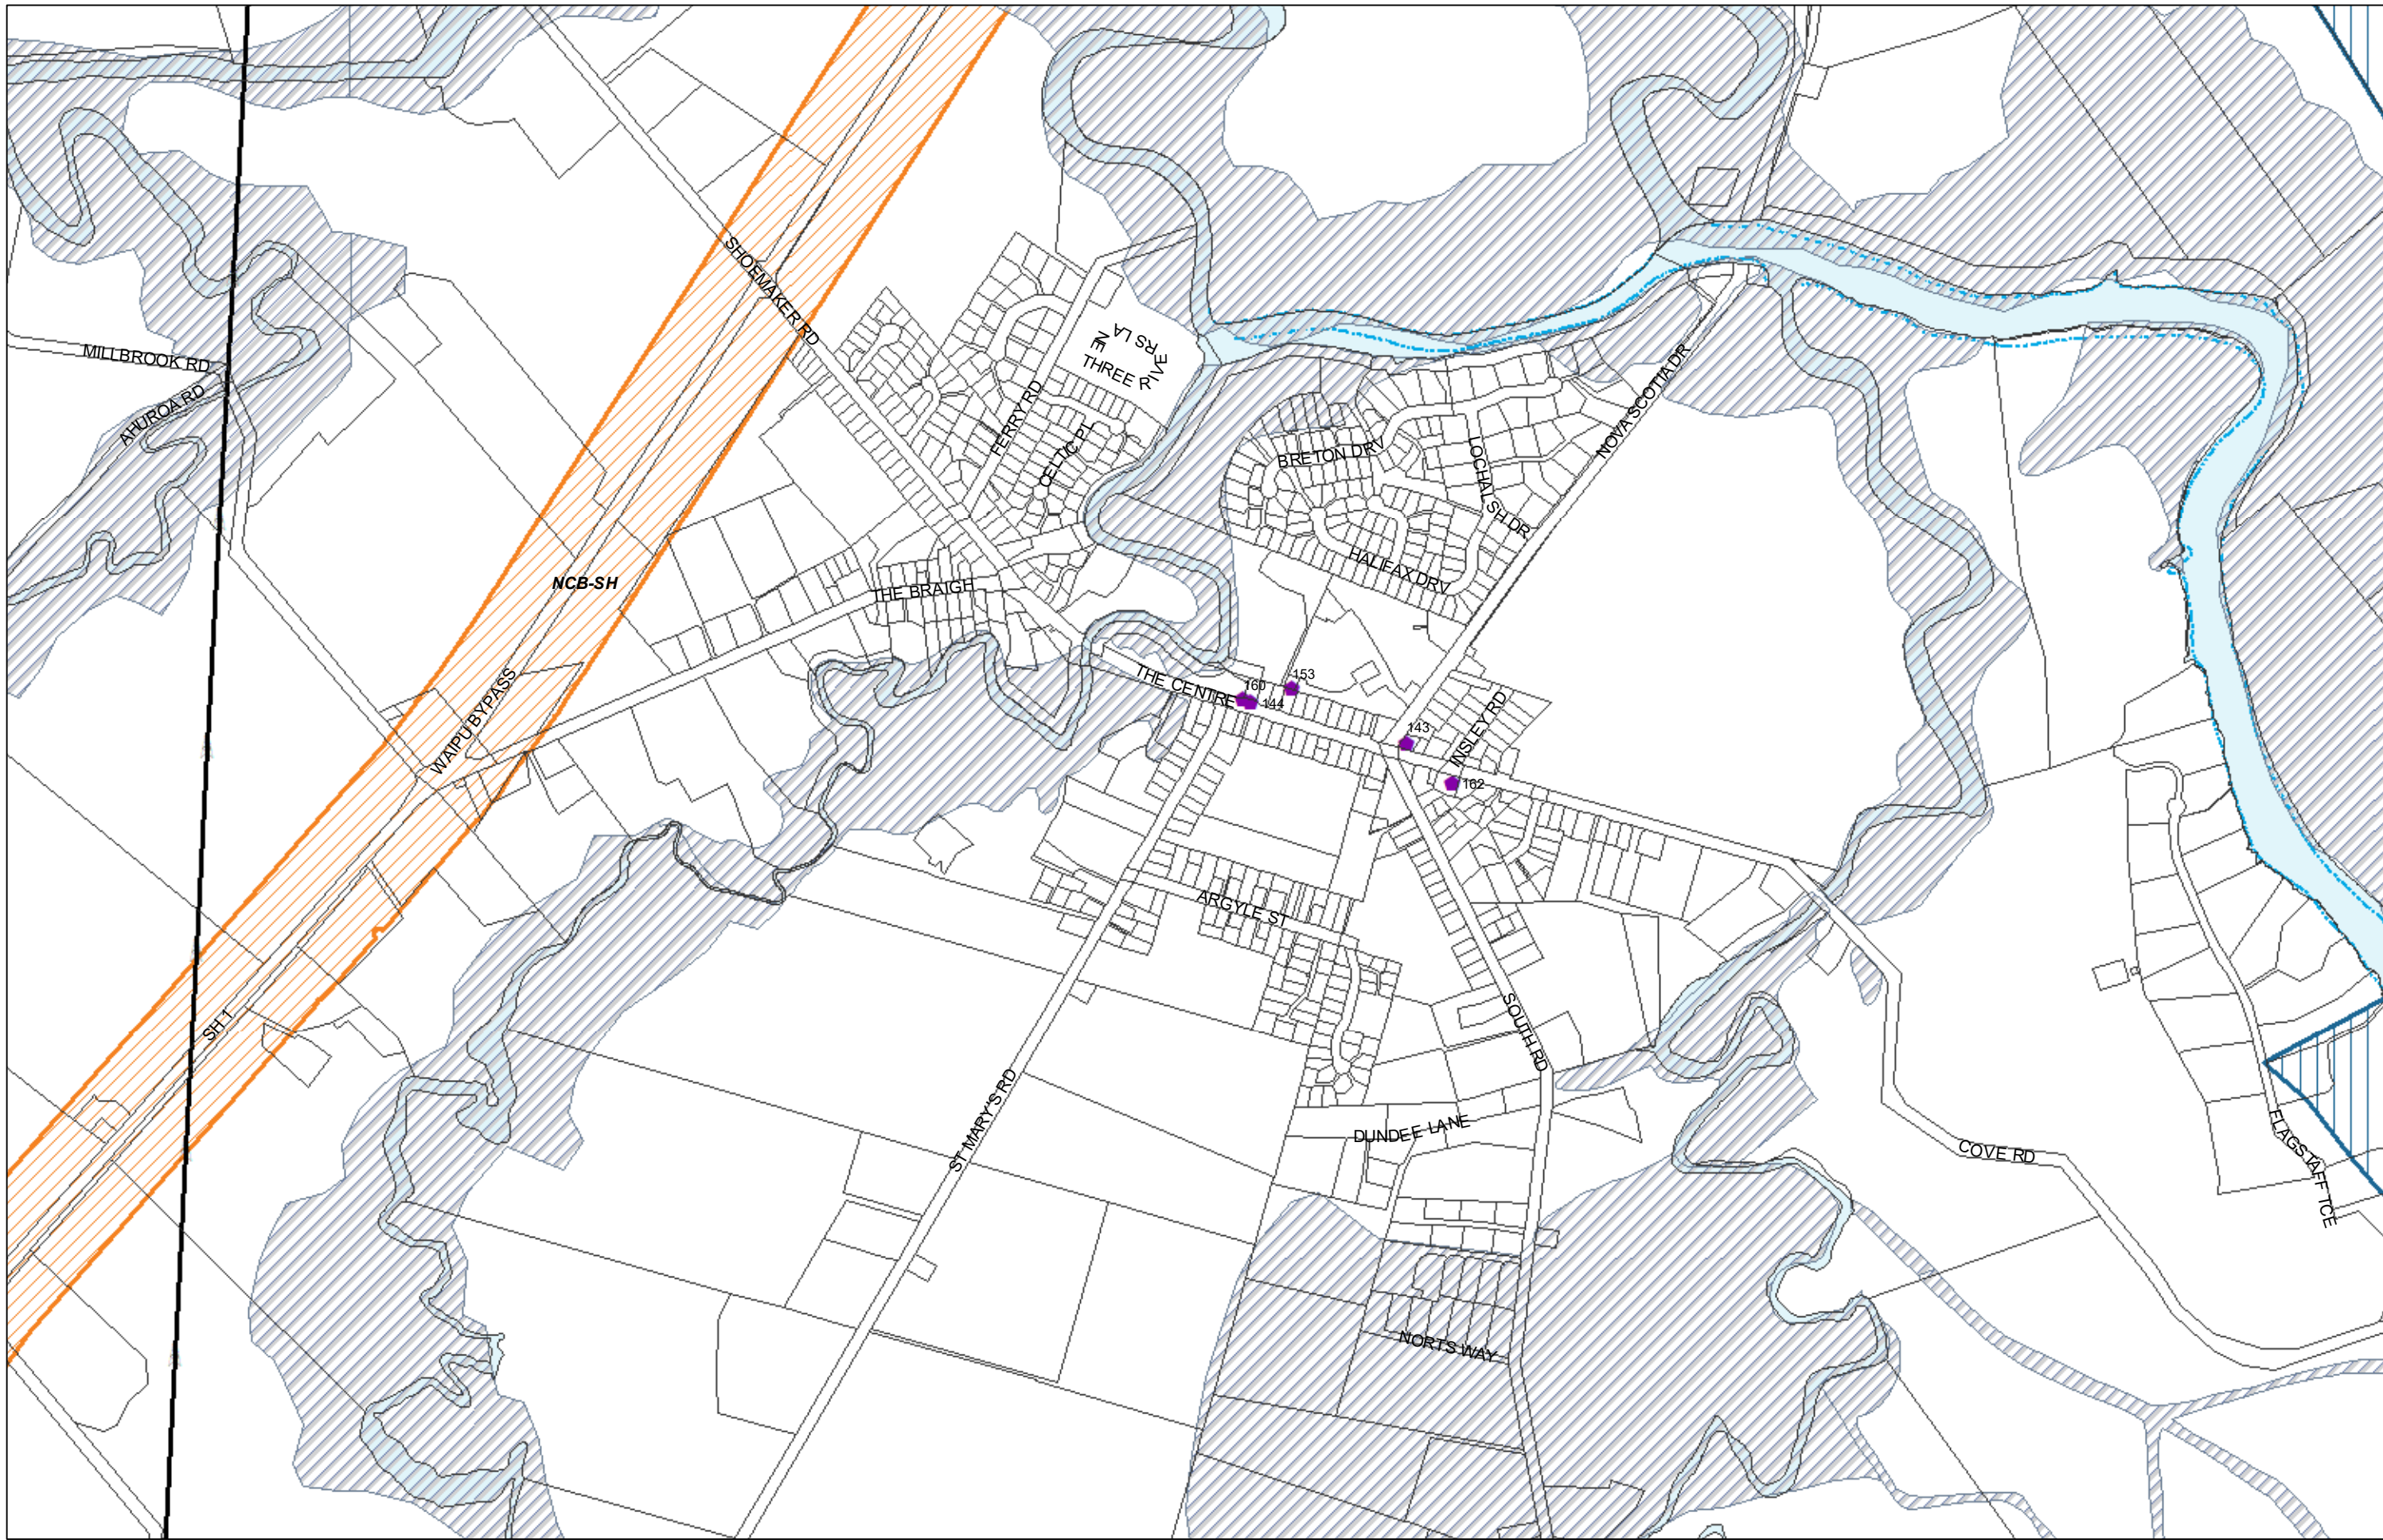 SHOEMAKER RD
THREE RIVERS LANE
MILLBROOK RD
AHUROA RD
FERRY RD
CELTIC PL
BRETON DRV
LOCHALSH DR
NOVA SCOTIA DR
HALIFAX DRV
NCB-SH
THE BRAIGH
WAIPU BYPASS
THE CENTRE
160
144
153
143
INSLEY RD
162
ARGYLE ST
SH 1
SOUTH RD
ST MARY'S RD
DUNDEE LANE
COVE RD
FLAGSTAFF TCE
NORTS WAY